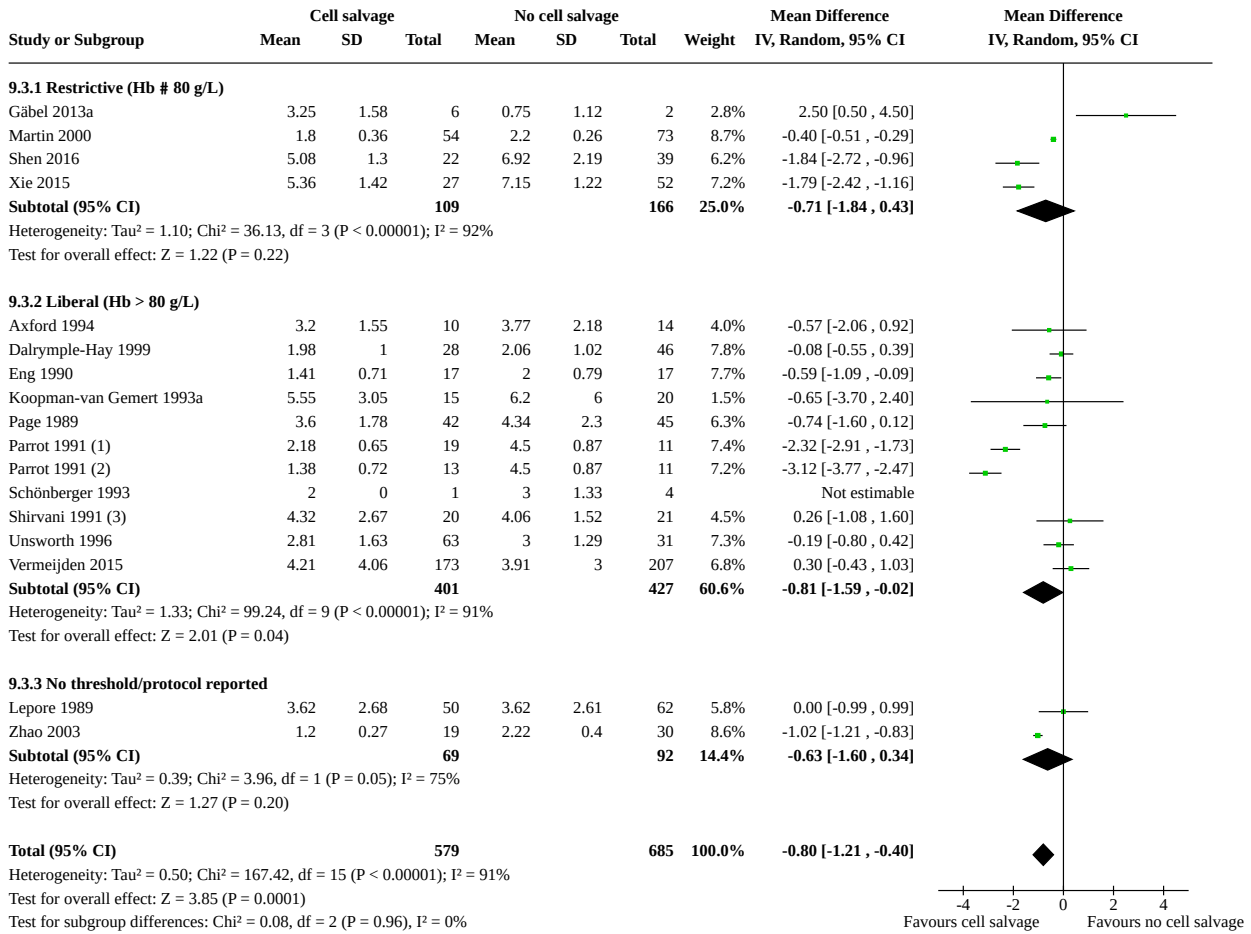 Cell salvage No cell salvage Mean Difference Mean Difference
Study or Subgroup Mean SD Total Mean SD Total Weight IV, Random, 95% CI IV, Random, 95% CI
9.3.1 Restrictive (Hb # 80 g/L)
Gäbel 2013a 3.25 1.58 6 0.75 1.12 2 2.8% 2.50 [0.50 , 4.50]
Martin 2000 1.8 0.36 54 2.2 0.26 73 8.7% -0.40 [-0.51 , -0.29]
Shen 2016 5.08 1.3 22 6.92 2.19 39 6.2% -1.84 [-2.72 , -0.96]
Xie 2015 5.36 1.42 27 7.15 1.22 52 7.2% -1.79 [-2.42 , -1.16]
Subtotal (95% CI) 109 166 25.0% -0.71 [-1.84 , 0.43]
Heterogeneity: Tau² = 1.10; Chi² = 36.13, df = 3 (P < 0.00001); I² = 92%
Test for overall effect: Z = 1.22 (P = 0.22)
9.3.2 Liberal (Hb > 80 g/L)
Axford 1994 3.2 1.55 10 3.77 2.18 14 4.0% -0.57 [-2.06 , 0.92]
Dalrymple-Hay 1999 1.98 1 28 2.06 1.02 46 7.8% -0.08 [-0.55 , 0.39]
Eng 1990 1.41 0.71 17 2 0.79 17 7.7% -0.59 [-1.09 , -0.09]
Koopman-van Gemert 1993a 5.55 3.05 15 6.2 6 20 1.5% -0.65 [-3.70 , 2.40]
Page 1989 3.6 1.78 42 4.34 2.3 45 6.3% -0.74 [-1.60 , 0.12]
Parrot 1991 (1) 2.18 0.65 19 4.5 0.87 11 7.4% -2.32 [-2.91 , -1.73]
Parrot 1991 (2) 1.38 0.72 13 4.5 0.87 11 7.2% -3.12 [-3.77 , -2.47]
Schönberger 1993 2 0 1 3 1.33 4 Not estimable
Shirvani 1991 (3) 4.32 2.67 20 4.06 1.52 21 4.5% 0.26 [-1.08 , 1.60]
Unsworth 1996 2.81 1.63 63 3 1.29 31 7.3% -0.19 [-0.80 , 0.42]
Vermeijden 2015 4.21 4.06 173 3.91 3 207 6.8% 0.30 [-0.43 , 1.03]
Subtotal (95% CI) 401 427 60.6% -0.81 [-1.59 , -0.02]
Heterogeneity: Tau² = 1.33; Chi² = 99.24, df = 9 (P < 0.00001); I² = 91%
Test for overall effect: Z = 2.01 (P = 0.04)
9.3.3 No threshold/protocol reported
Lepore 1989 3.62 2.68 50 3.62 2.61 62 5.8% 0.00 [-0.99 , 0.99]
Zhao 2003 1.2 0.27 19 2.22 0.4 30 8.6% -1.02 [-1.21 , -0.83]
Subtotal (95% CI) 69 92 14.4% -0.63 [-1.60 , 0.34]
Heterogeneity: Tau² = 0.39; Chi² = 3.96, df = 1 (P = 0.05); I² = 75%
Test for overall effect: Z = 1.27 (P = 0.20)
Total (95% CI) 579 685 100.0% -0.80 [-1.21 , -0.40]
Heterogeneity: Tau² = 0.50; Chi² = 167.42, df = 15 (P < 0.00001); I² = 91%
Test for overall effect: Z = 3.85 (P = 0.0001)
-4 -2 0 2 4
Test for subgroup differences: Chi² = 0.08, df = 2 (P = 0.96), I² = 0% Favours cell salvage Favours no cell salvage